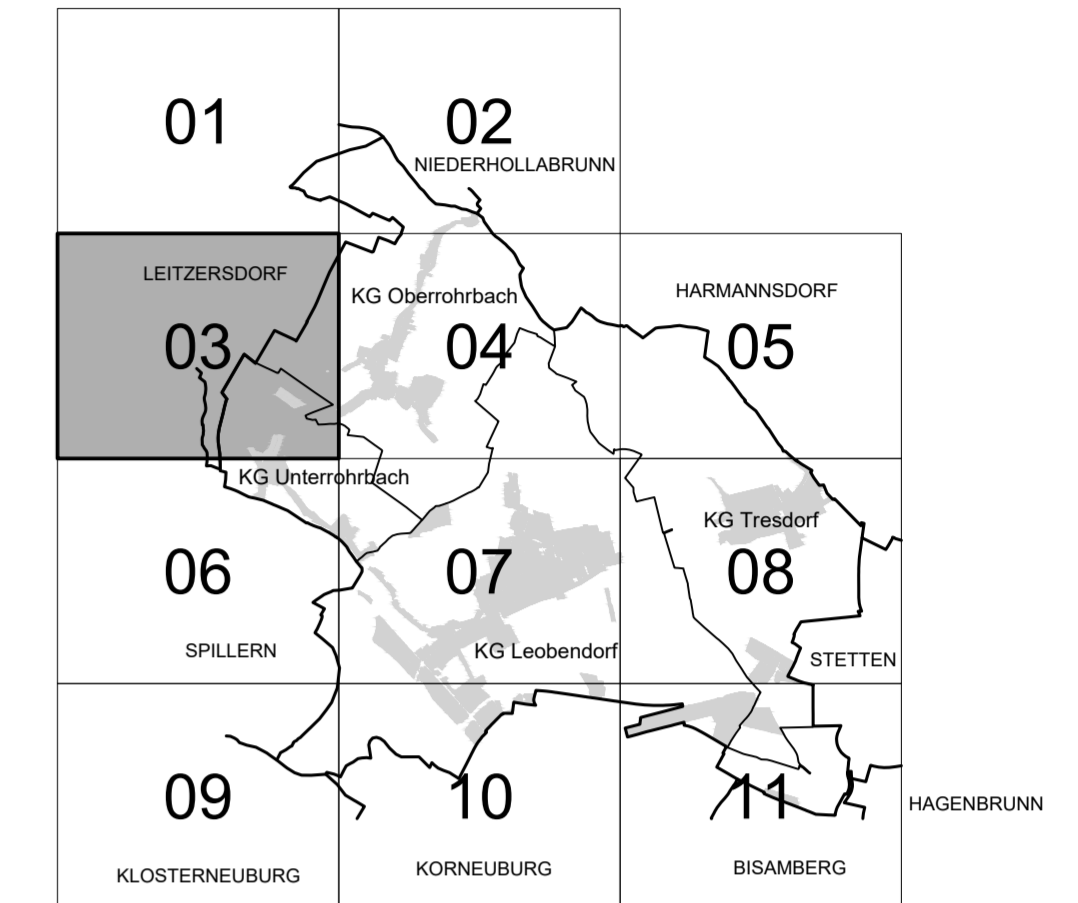 01
02
NIEDERHOLLABRUNN
LEITZERSDORF
HARMANNSDORF
KG Oberrohrbach
03
04
05
KG Unterrohrbach
KG Tresdorf
06
07
08
SPILLERN
KG Leobendorf
STETTEN
09
10
11
HAGENBRUNN
KLOSTERNEUBURG
KORNEUBURG
BISAMBERG